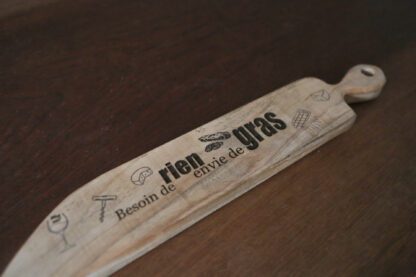 Besoin de rien
envie de gras